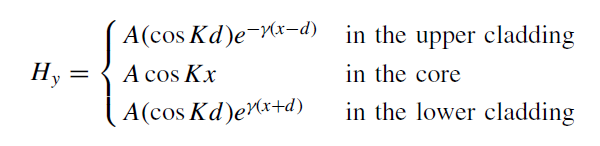 A(cos Kd)e^{-γ(x-d)} in the upper cladding
H_y = { A cos Kx in the core
A(cos Kd)e^{γ(x+d)} in the lower cladding